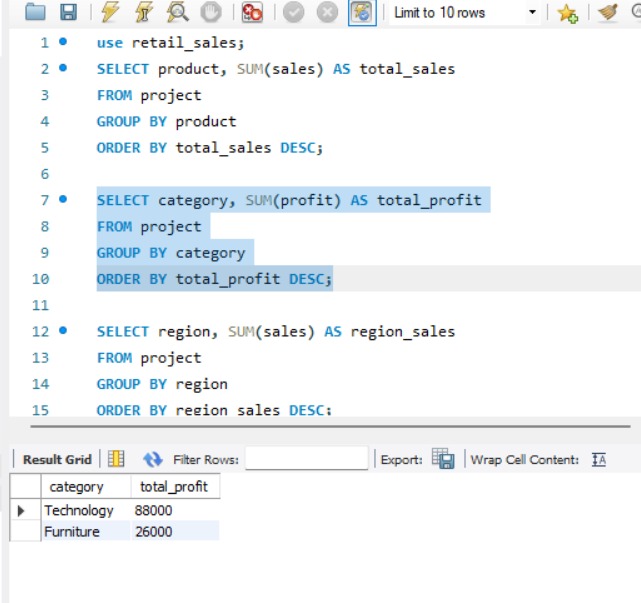 Limit to 10 rows
1 use retail_sales;
2 SELECT product, SUM(sales) AS total_sales
3 FROM project
4 GROUP BY product
5 ORDER BY total_sales DESC;
6
7 SELECT category, SUM(profit) AS total_profit
8 FROM project
9 GROUP BY category
10 ORDER BY total_profit DESC;
11
12 SELECT region, SUM(sales) AS region_sales
13 FROM project
14 GROUP BY region
15 ORDER BY region_sales DESC;
Result Grid Filter Rows: Export: Wrap Cell Content: IA
category total_profit
Technology 88000
Furniture 26000